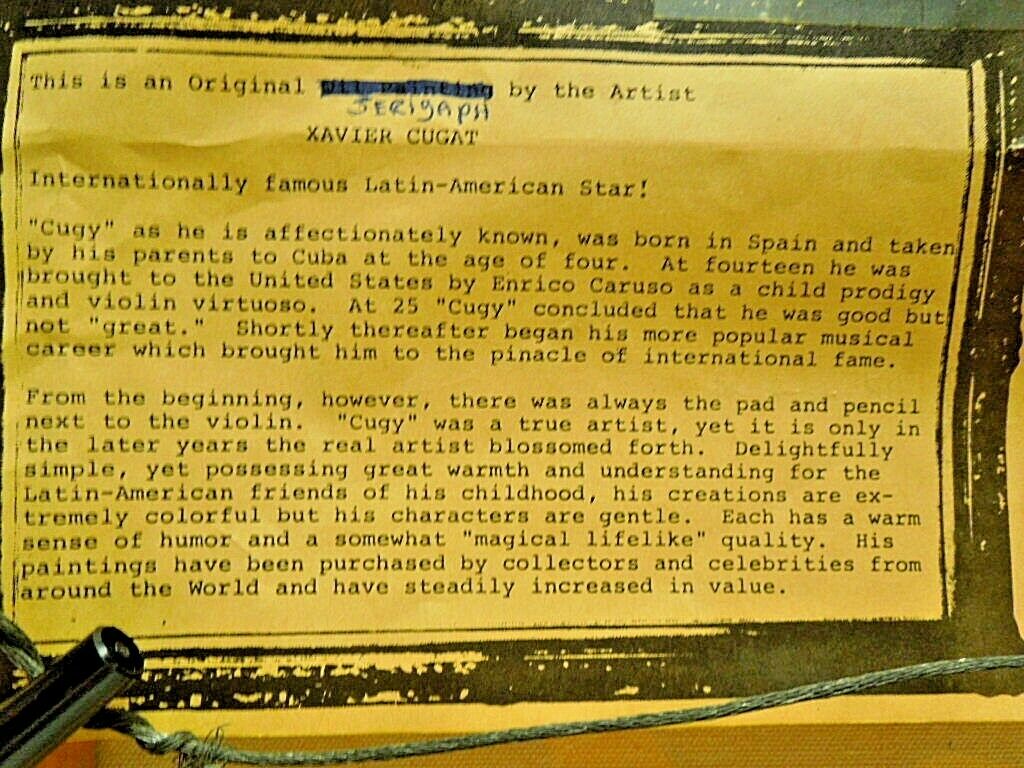 This is an Original Oil Painting by the Artist
SERIGAPH
XAVIER CUGAT
Internationally famous Latin-American Star!
"Cugy" as he is affectionately known, was born in Spain and taken
by his parents to Cuba at the age of four. At fourteen he was
brought to the United States by Enrico Caruso as a child prodigy
and violin virtuoso. At 25 "Cugy" concluded that he was good but
not "great." Shortly thereafter began his more popular musical
career which brought him to the pinacle of international fame.
From the beginning, however, there was always the pad and pencil
next to the violin. "Cugy" was a true artist, yet it is only in
the later years the real artist blossomed forth. Delightfully
simple, yet possessing great warmth and understanding for the
Latin-American friends of his childhood, his creations are ex-
tremely colorful but his characters are gentle. Each has a warm
sense of humor and a somewhat "magical lifelike" quality. His
paintings have been purchased by collectors and celebrities from
around the World and have steadily increased in value.